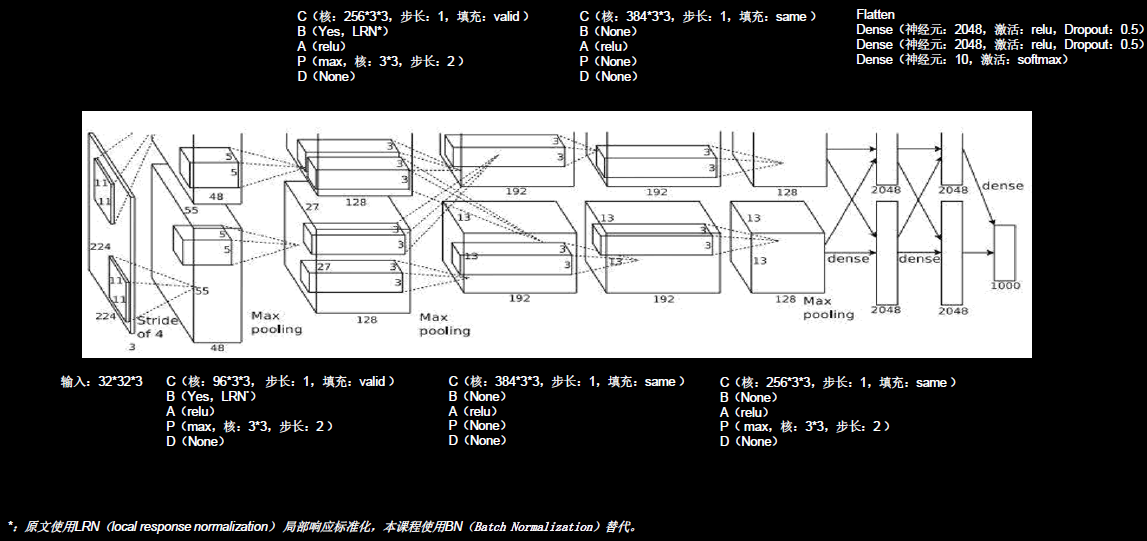 C（核：256*3*3，步长：1，填充：valid ）
B（Yes，LRN*）
A（relu）
P（max，核：3*3，步长：2 ）
D（None）
C（核：384*3*3，步长：1，填充：same ）
B（None）
A（relu）
P（None）
D（None）
Flatten
Dense（神经元：2048，激活：relu，Dropout：0.5）
Dense（神经元：2048，激活：relu，Dropout：0.5）
Dense（神经元：10，激活：softmax）
11
11
224
11
11
224
3
Stride
of 4
5
5
48
55
5
5
55
48
Max
pooling
3
3
3
128
27
3
3
27
3
3
128
Max
pooling
3
3
192
13
13
3
3
192
3
3
192
13
3
3
13
192
128
13
13
128
Max
pooling
2048
2048
dense
dense
dense
2048
2048
1000
输入：32*32*3
C（核：96*3*3，步长：1，填充：valid ）
B（Yes，LRN*）
A（relu）
P（max，核：3*3，步长：2 ）
D（None）
C（核：384*3*3，步长：1，填充：same ）
B（None）
A（relu）
P（None）
D（None）
C（核：256*3*3，步长：1，填充：same ）
B（None）
A（relu）
P（max，核：3*3，步长：2 ）
D（None）
*：原文使用LRN（local response normalization） 局部响应标准化，本课程使用BN（Batch Normalization）替代。